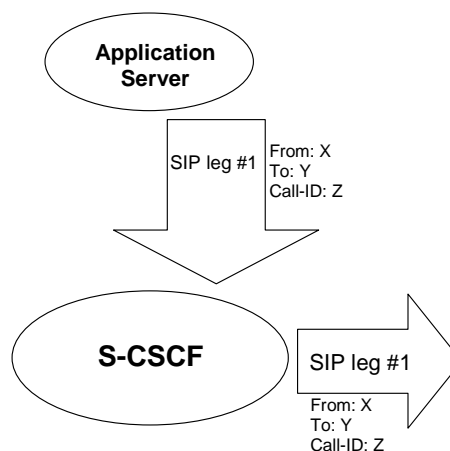 Application
Server
SIP leg #1
From: X
To: Y
Call-ID: Z
S-CSCF
SIP leg #1
From: X
To: Y
Call-ID: Z